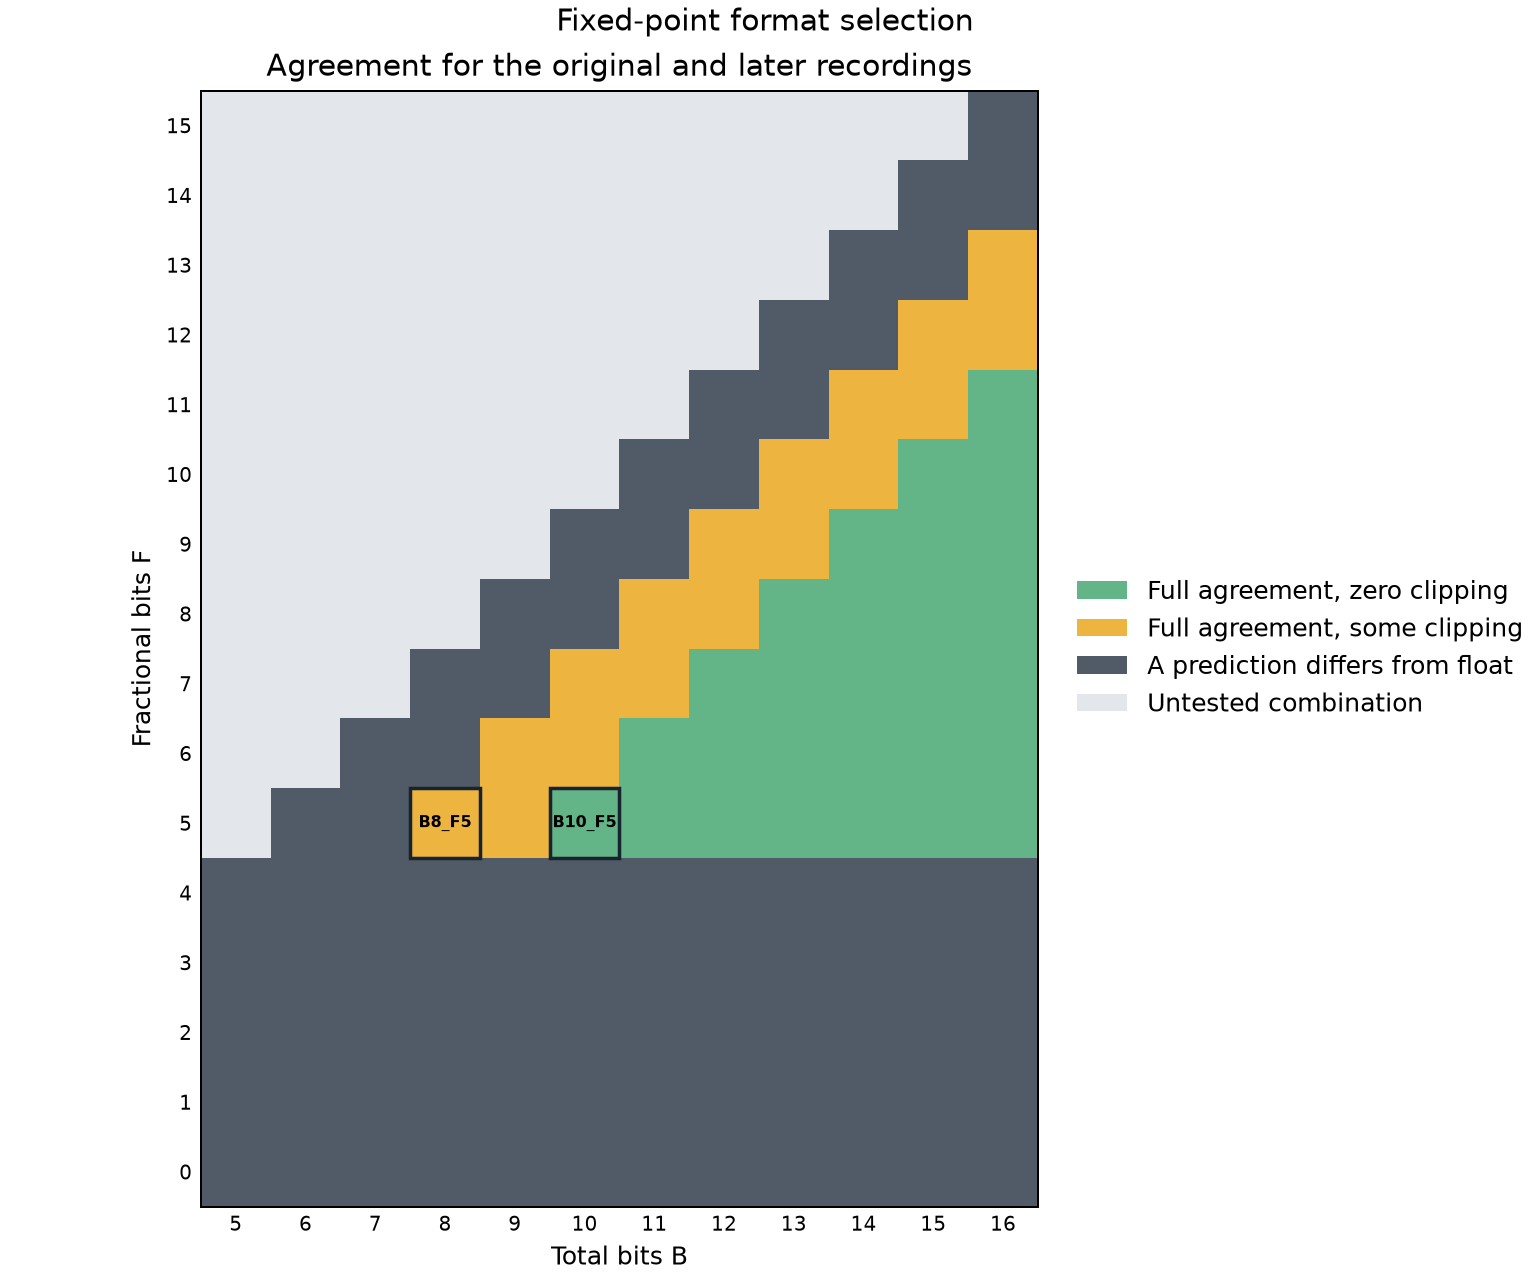 Fixed-point format selection
Agreement for the original and later recordings
15
14
13
12
11
10
9
8
7
6
5
4
3
2
1
0
Fractional bits F
B8_F5
B10_F5
5 6 7 8 9 10 11 12 13 14 15 16
Total bits B
Full agreement, zero clipping
Full agreement, some clipping
A prediction differs from float
Untested combination